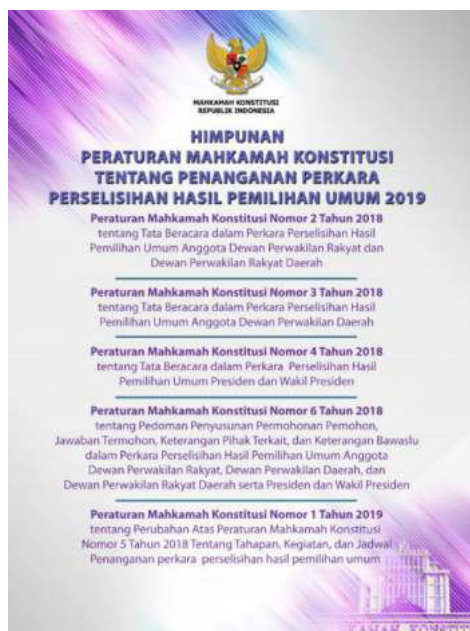 MAHKAMAH KONSTITUSI
REPUBLIK INDONESIA
HIMPUNAN
PERATURAN MAHKAMAH KONSTITUSI
TENTANG PENANGANAN PERKARA
PERSELISIHAN HASIL PEMILIHAN UMUM 2019
Peraturan Mahkamah Konstitusi Nomor 2 Tahun 2018
tentang Tata Beracara dalam Perkara Perselisihan Hasil
Pemilihan Umum Anggota Dewan Perwakilan Rakyat dan
Dewan Perwakilan Rakyat Daerah
Peraturan Mahkamah Konstitusi Nomor 3 Tahun 2018
tentang Tata Beracara dalam Perkara Perselisihan Hasil
Pemilihan Umum Anggota Dewan Perwakilan Daerah
Peraturan Mahkamah Konstitusi Nomor 4 Tahun 2018
tentang Tata Beracara dalam Perkara Perselisihan Hasil
Pemilihan Umum Presiden dan Wakil Presiden
Peraturan Mahkamah Konstitusi Nomor 6 Tahun 2018
tentang Pedoman Penyusunan Permohonan Pemohon,
Jawaban Termohon, Keterangan Pihak Terkait, dan Keterangan Bawaslu
dalam Perkara Perselisihan Hasil Pemilihan Umum Anggota
Dewan Perwakilan Rakyat, Dewan Perwakilan Daerah, dan
Dewan Perwakilan Rakyat Daerah serta Presiden dan Wakil Presiden
Peraturan Mahkamah Konstitusi Nomor 1 Tahun 2019
tentang Perubahan Atas Peraturan Mahkamah Konstitusi
Nomor 5 Tahun 2018 Tentang Tahapan, Kegiatan, dan Jadwal
Penanganan perkara perselisihan hasil pemilihan umum